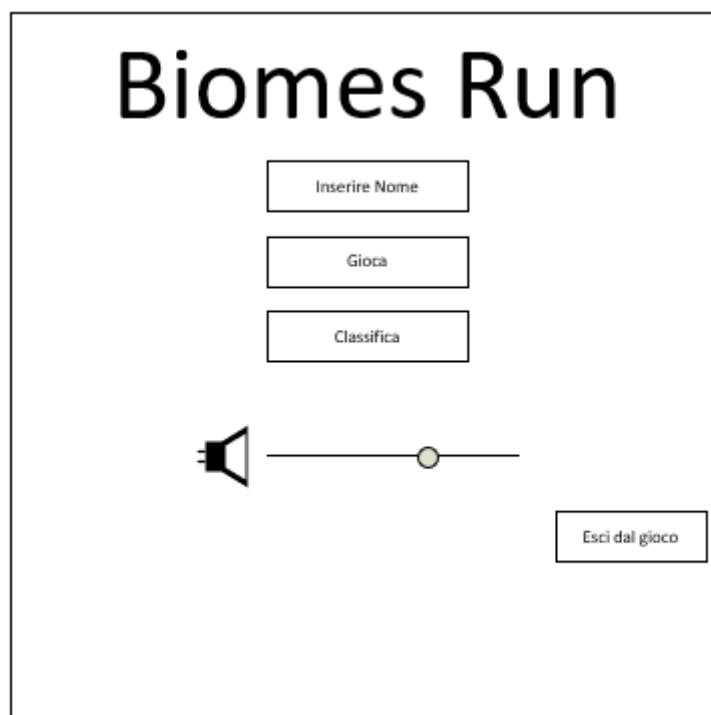 Biomes Run
Inserire Nome
Gioca
Classifica
Esci dal gioco